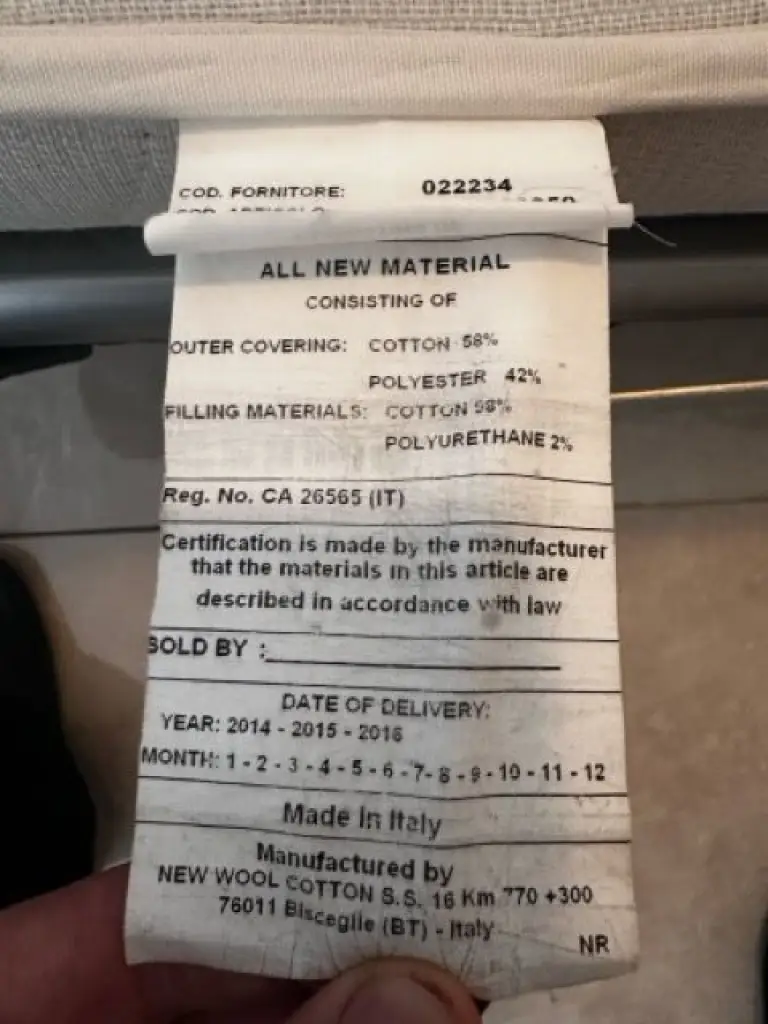 COD. FORNITORE: 022234
ALL NEW MATERIAL
CONSISTING OF
OUTER COVERING: COTTON 58%
POLYESTER 42%
FILLING MATERIALS: COTTON
POLYURETHANE 2%
Reg. No. CA 26565 (IT)
Certification is made by the manufacturer
that the materials in this article are
described in accordance with law
SOLD BY :
DATE OF DELIVERY:
YEAR: 2014 - 2015 - 2016
MONTH: 1 - 2 - 3 - 4 - 5 - 6 - 7- 8 - 9 - 10 - 11 - 12
Made in Italy
Manufactured by
NEW WOOL COTTON S.S. 16 Km 770 +300
76011 Bisceglie (BT) - Italy
NR